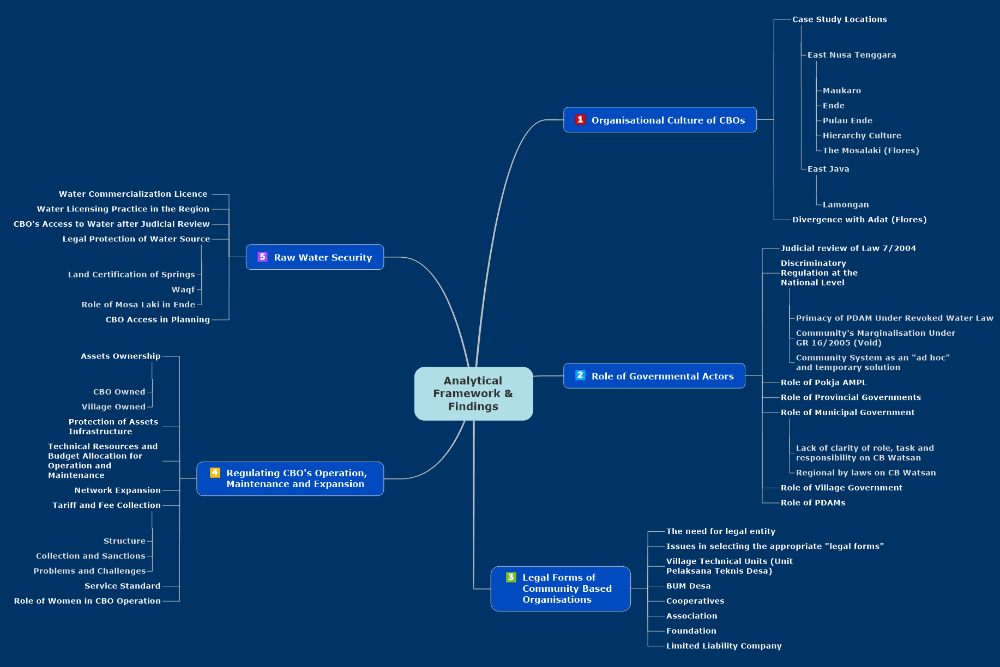 Analytical
Framework &
Findings
1 Organisational Culture of CBOs
Case Study Locations
East Nusa Tenggara
Maukaro
Ende
Pulau Ende
Hierarchy Culture
The Mosalaki (Flores)
East Java
Lamongan
Divergence with Adat (Flores)
2 Role of Governmental Actors
Judicial review of Law 7/2004
Discriminatory
Regulation at the
National Level
Primacy of PDAM Under Revoked Water Law
Community's Marginalisation Under
GR 16/2005 (Void)
Community System as an "ad hoc"
and temporary solution
Role of Pokja AMPL
Role of Provincial Governments
Role of Municipal Government
Lack of clarity of role, task and
responsibility on CB Watsan
Regional by laws on CB Watsan
Role of Village Government
Role of PDAMs
3 Legal Forms of
Community Based
Organisations
The need for legal entity
Issues in selecting the appropriate "legal forms"
Village Technical Units (Unit
Pelaksana Teknis Desa)
BUM Desa
Cooperatives
Association
Foundation
Limited Liability Company
4 Regulating CBO's Operation,
Maintenance and Expansion
Assets Ownership
CBO Owned
Village Owned
Protection of Assets
Infrastructure
Technical Resources and
Budget Allocation for
Operation and
Maintenance
Network Expansion
Tariff and Fee Collection
Structure
Collection and Sanctions
Problems and Challenges
Service Standard
Role of Women in CBO Operation
5 Raw Water Security
Water Commercialization Licence
Water Licensing Practice in the Region
CBO's Access to Water after Judicial Review
Legal Protection of Water Source
Land Certification of Springs
Waqf
Role of Mosa Laki in Ende
CBO Access in Planning